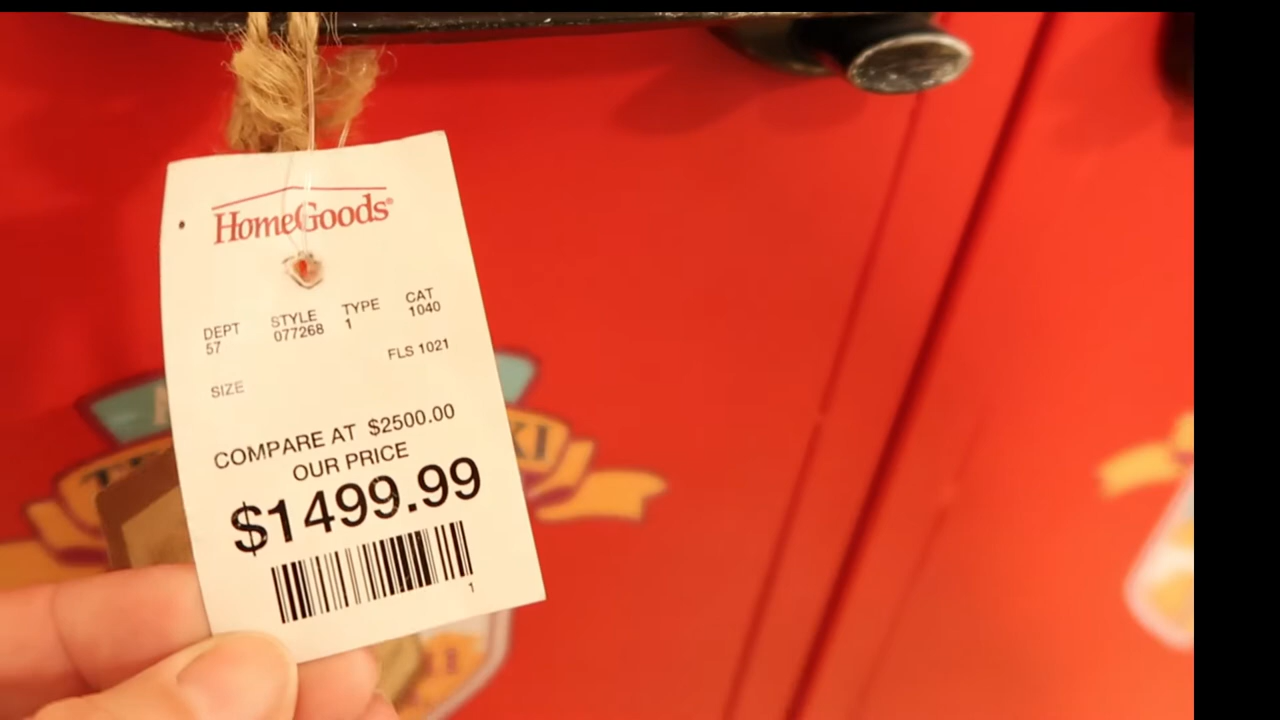 HomeGoods®
DEPT STYLE TYPE CAT
57 077268 1 1040
FLS 1021
SIZE
COMPARE AT $2500.00
OUR PRICE
$1499.99
1